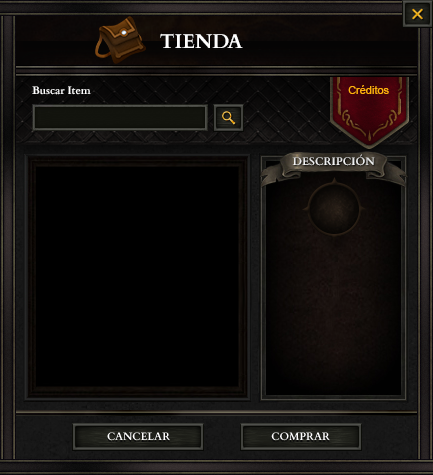 TIENDA
Buscar Item
Créditos
DESCRIPCIÓN
CANCELAR
COMPRAR